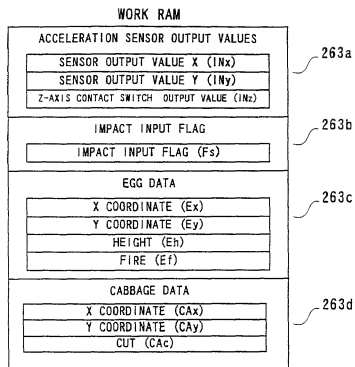 WORK RAM
ACCELERATION SENSOR OUTPUT VALUES
SENSOR OUTPUT VALUE X (INx)
SENSOR OUTPUT VALUE Y (INy)
Z-AXIS CONTACT SWITCH OUTPUT VALUE (INz)
263a
IMPACT INPUT FLAG
IMPACT INPUT FLAG (Fs)
263b
EGG DATA
X COORDINATE (Ex)
Y COORDINATE (Ey)
HEIGHT (Eh)
FIRE (Ef)
263c
CABBAGE DATA
X COORDINATE (CAx)
Y COORDINATE (CAy)
CUT (CAc)
263d